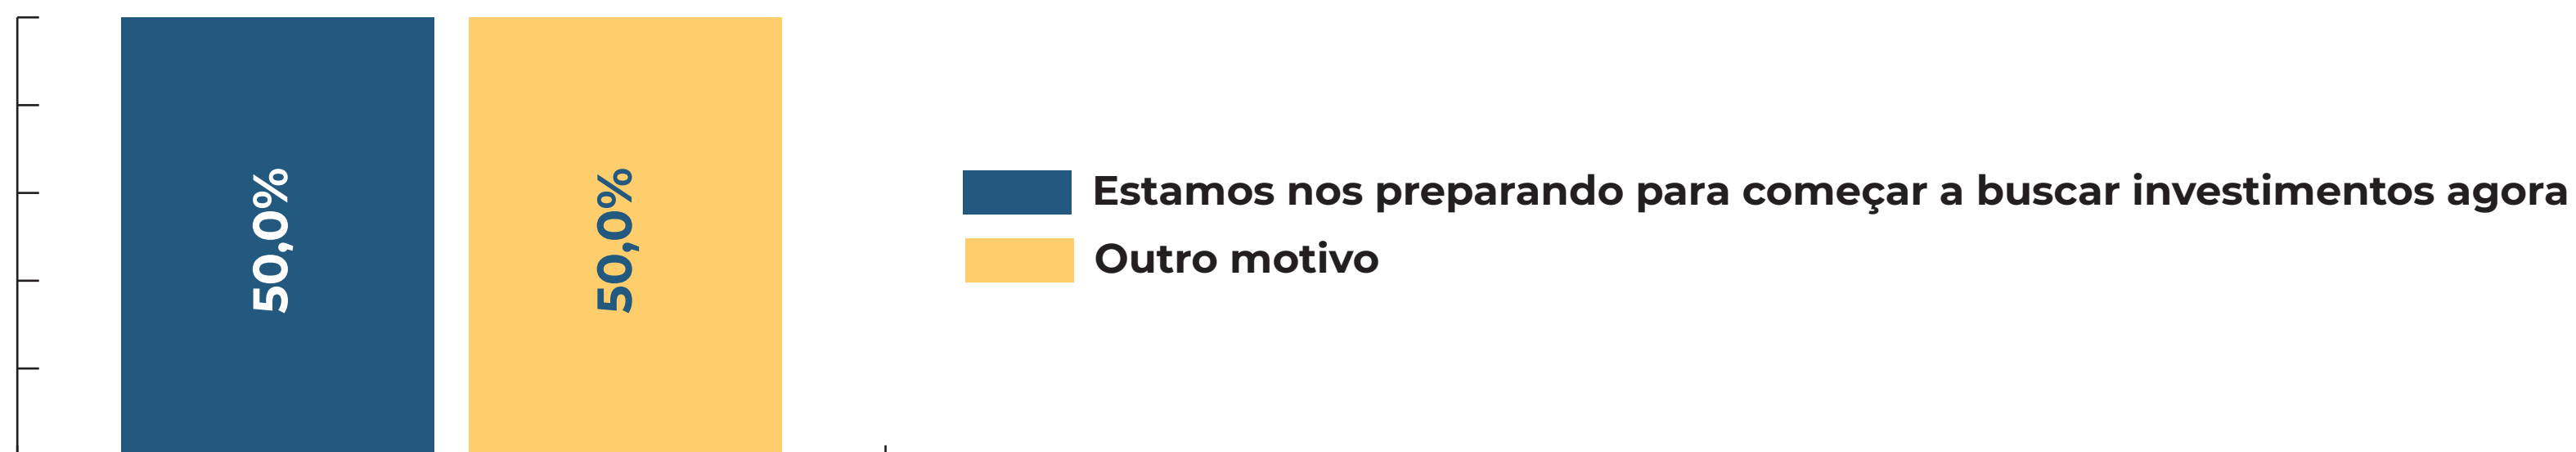 50,0%
50,0%
Estamos nos preparando para começar a buscar investimentos agora
Outro motivo